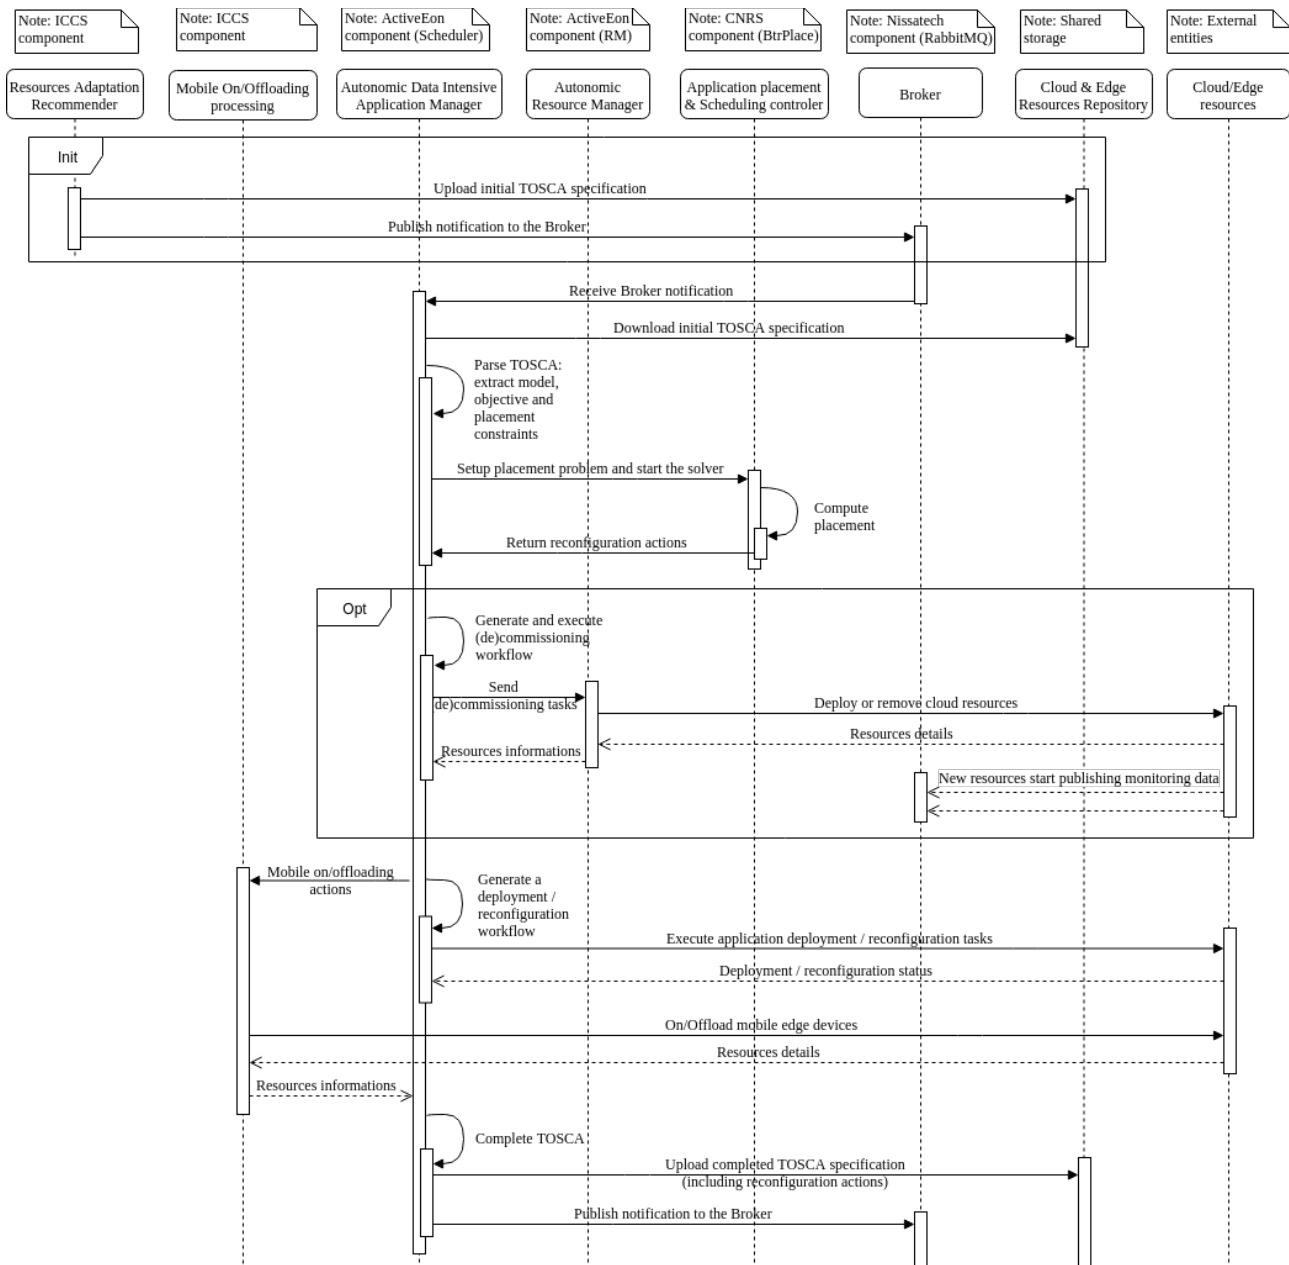 Note: ICCS
component
Note: ICCS
component
Note: ActiveEon
component (Scheduler)
Note: ActiveEon
component (RM)
Note: CNRS
component (BtrPlace)
Note: Nissatech
component (RabbitMQ)
Note: Shared
storage
Note: External
entities
Resources Adaptation
Recommender
Mobile On/Offloading
processing
Autonomic Data Intensive
Application Manager
Autonomic
Resource Manager
Application placement
& Scheduling controler
Broker
Cloud & Edge
Resources Repository
Cloud/Edge
resources
Init
Upload initial TOSCA specification
Publish notification to the Broker
Receive Broker notification
Download initial TOSCA specification
Parse TOSCA:
extract model,
objective and
placement
constraints
Setup placement problem and start the solver
Compute
placement
Return reconfiguration actions
Opt
Generate and execute
(de)commissioning
workflow
Send
de)commissioning tasks
Deploy or remove cloud resources
Resources details
Resources informations
New resources start publishing monitoring data
Mobile on/offloading
actions
Generate a
deployment /
reconfiguration
workflow
Execute application deployment / reconfiguration tasks
Deployment / reconfiguration status
On/Offload mobile edge devices
Resources details
Resources informations
Complete TOSCA
Upload completed TOSCA specification
(including reconfiguration actions)
Publish notification to the Broker